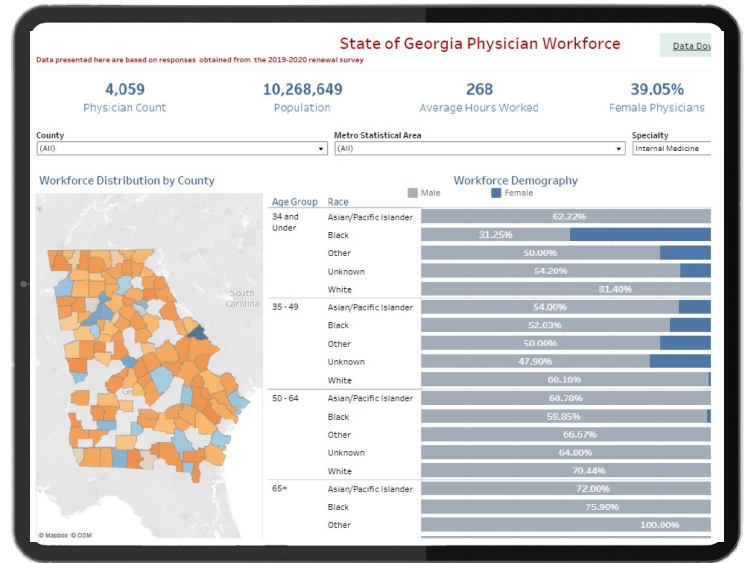 State of Georgia Physician Workforce
Data Dov
Data presented here are based on responses obtained from the 2019-2020 renewal survey
4,059 10,268,649 268 39.05%
Physician Count Population Average Hours Worked Female Physicians
County Metro Statistical Area Specialty
(All) (All) Internal Medicine
Workforce Distribution by County Workforce Demography
Male Female
Age Group Race
34 and Under Asian/Pacific Islander 62.22%
Black 31.25%
Other 50.00%
Unknown 54.20%
White 81.40%
35 - 49 Asian/Pacific Islander 54.00%
Black 52.03%
Other 50.00%
Unknown 47.90%
White 60.16%
50 - 64 Asian/Pacific Islander 60.78%
Black 59.85%
Other 66.67%
Unknown 64.80%
White 70.44%
65+ Asian/Pacific Islander 72.00%
Black 75.90%
Other 100.00%
South
Carolina
© Mapbox © OSM